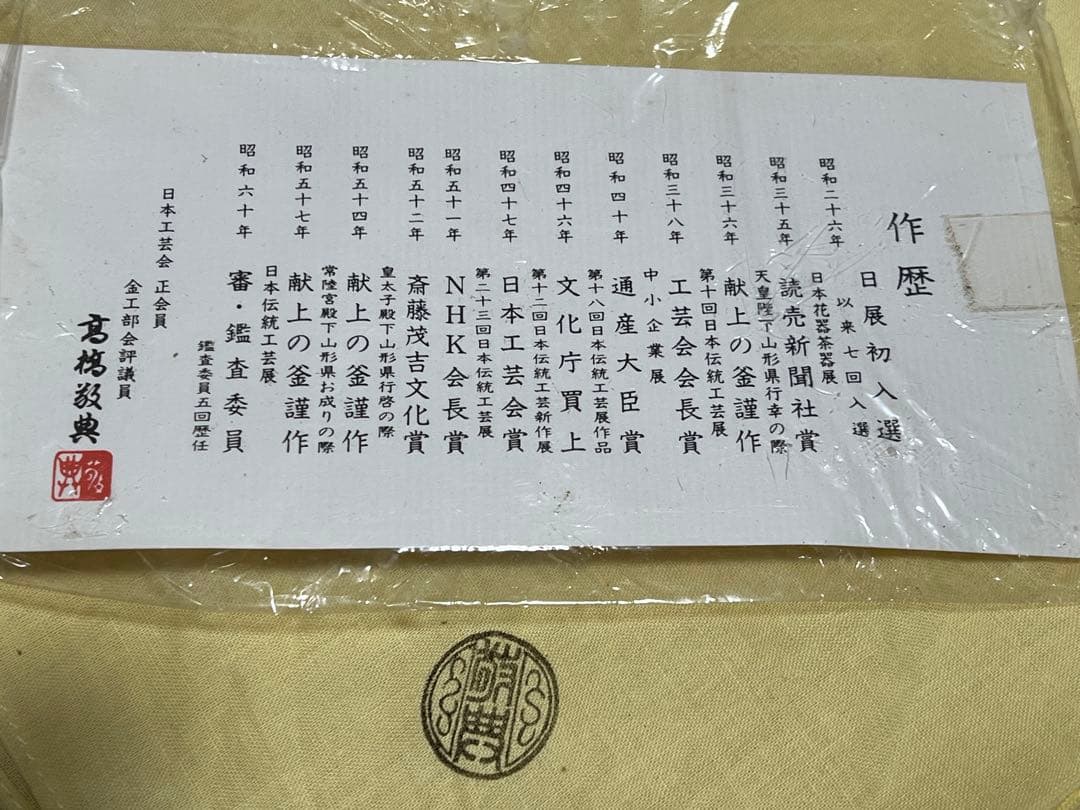 作歴
昭和二十六年
日展初入選
以来七回入選
昭和三十五年
日本花器茶器展
読売新聞社賞
昭和三十六年
天皇陛下山形県行幸の際
献上の釜謹作
昭和三十八年
第十回日本伝統工芸展
工芸会会長賞
昭和四十年
中小企業展
通産大臣賞
昭和四十六年
第十八回日本伝統工芸展作品
文化庁買上
昭和四十七年
第十二回日本伝統工芸新作展
日本工芸会賞
昭和五十一年
第二十三回日本伝統工芸展
NHK会長賞
昭和五十二年
斎藤茂吉文化賞
昭和五十四年
皇太子殿下山形県行啓の際
献上の釜謹作
昭和五十七年
常陸宮殿下山形県お成りの際
献上の釜謹作
昭和六十年
日本伝統工芸展
審・鑑査委員
鑑査委員五回歴任
日本工芸会 正会員
金工部会評議員
高橋敬典
敬典
敬典